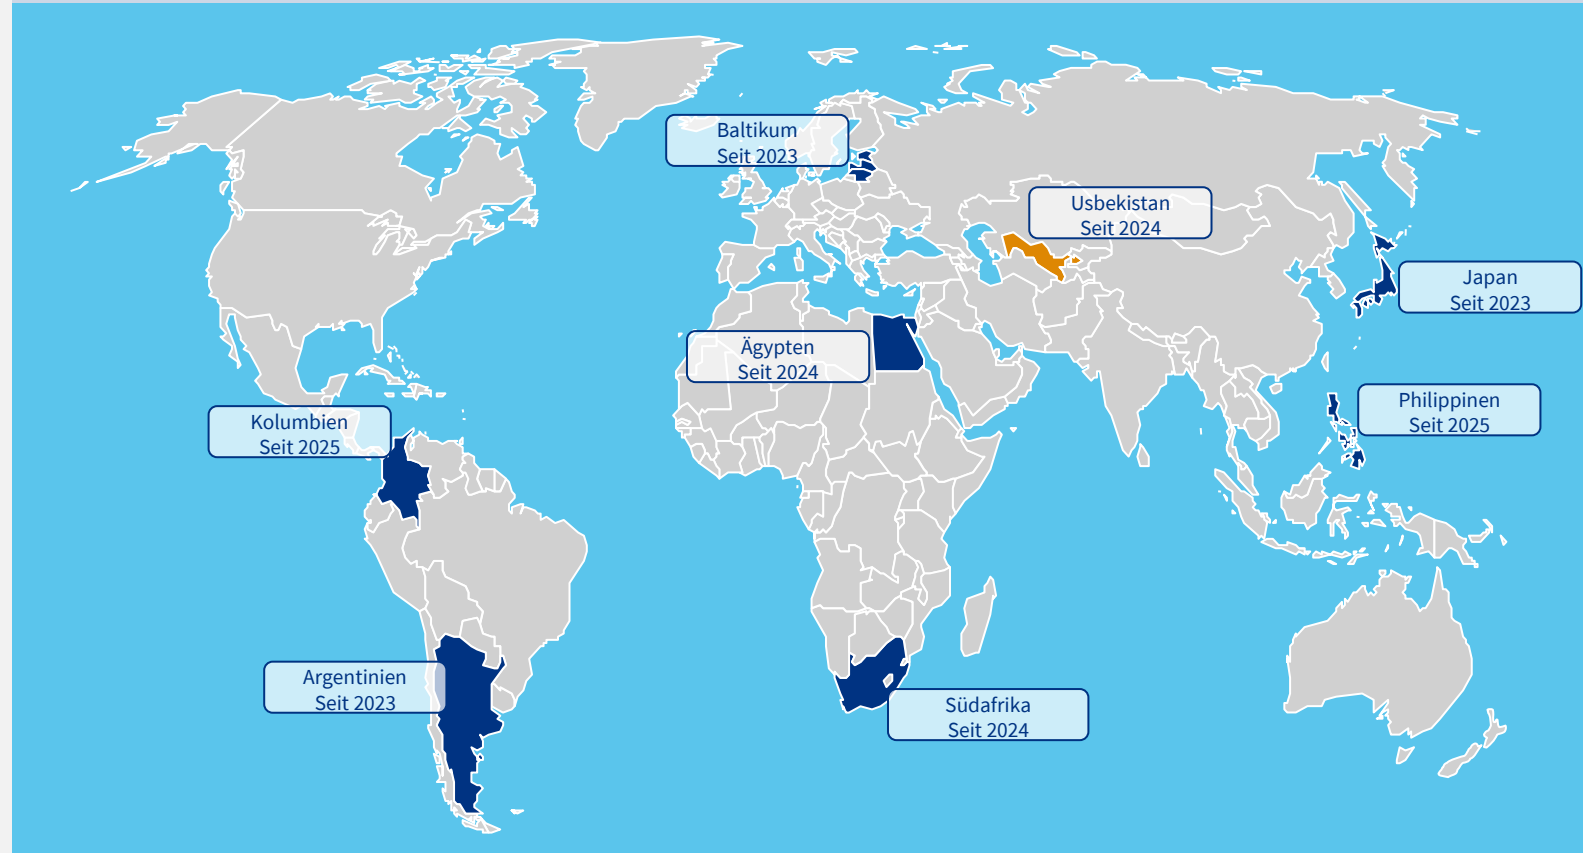 Baltikum
Seit 2023
Usbekistan
Seit 2024
Japan
Seit 2023
Ägypten
Seit 2024
Philippinen
Seit 2025
Kolumbien
Seit 2025
Argentinien
Seit 2023
Südafrika
Seit 2024